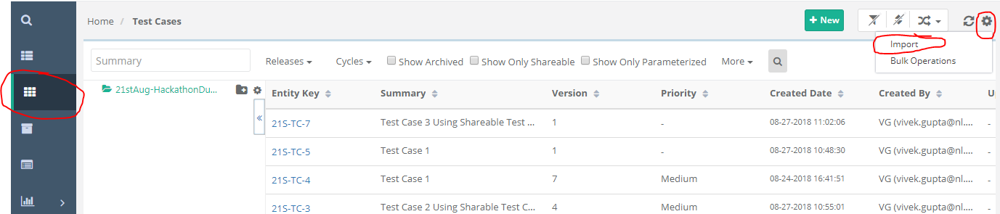 Home / Test Cases
+ New
Import
Bulk Operations
Summary
Releases
Cycles
Show Archived
Show Only Shareable
Show Only Parameterized
More
21stAug-HackathonDu...
Entity Key Summary Version Priority Created Date Created By U
21S-TC-7 Test Case 3 Using Shareable Test ... 1 - 08-27-2018 11:02:06 VG (vivek.gupta@nl.... -
21S-TC-5 Test Case 1 1 - 08-27-2018 10:48:30 VG (vivek.gupta@nl.... -
21S-TC-4 Test Case 1 7 Medium 08-24-2018 16:41:51 VG (vivek.gupta@nl.... -
21S-TC-3 Test Case 2 Using Sharable Test C... 4 Medium 08-27-2018 10:55:01 VG (vivek.gupta@nl.... -